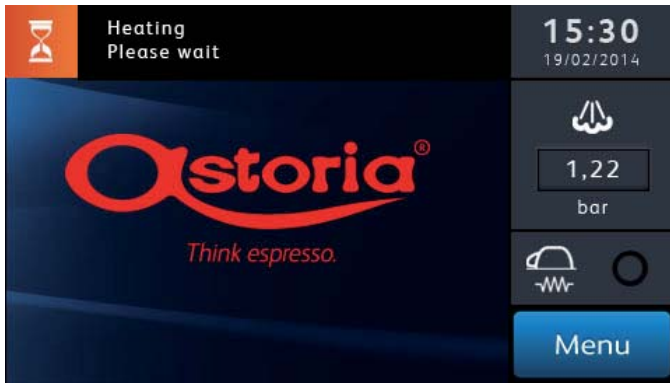 Heating
Please wait
15:30
19/02/2014
astoria®
Think espresso.
1,22
bar
Menu